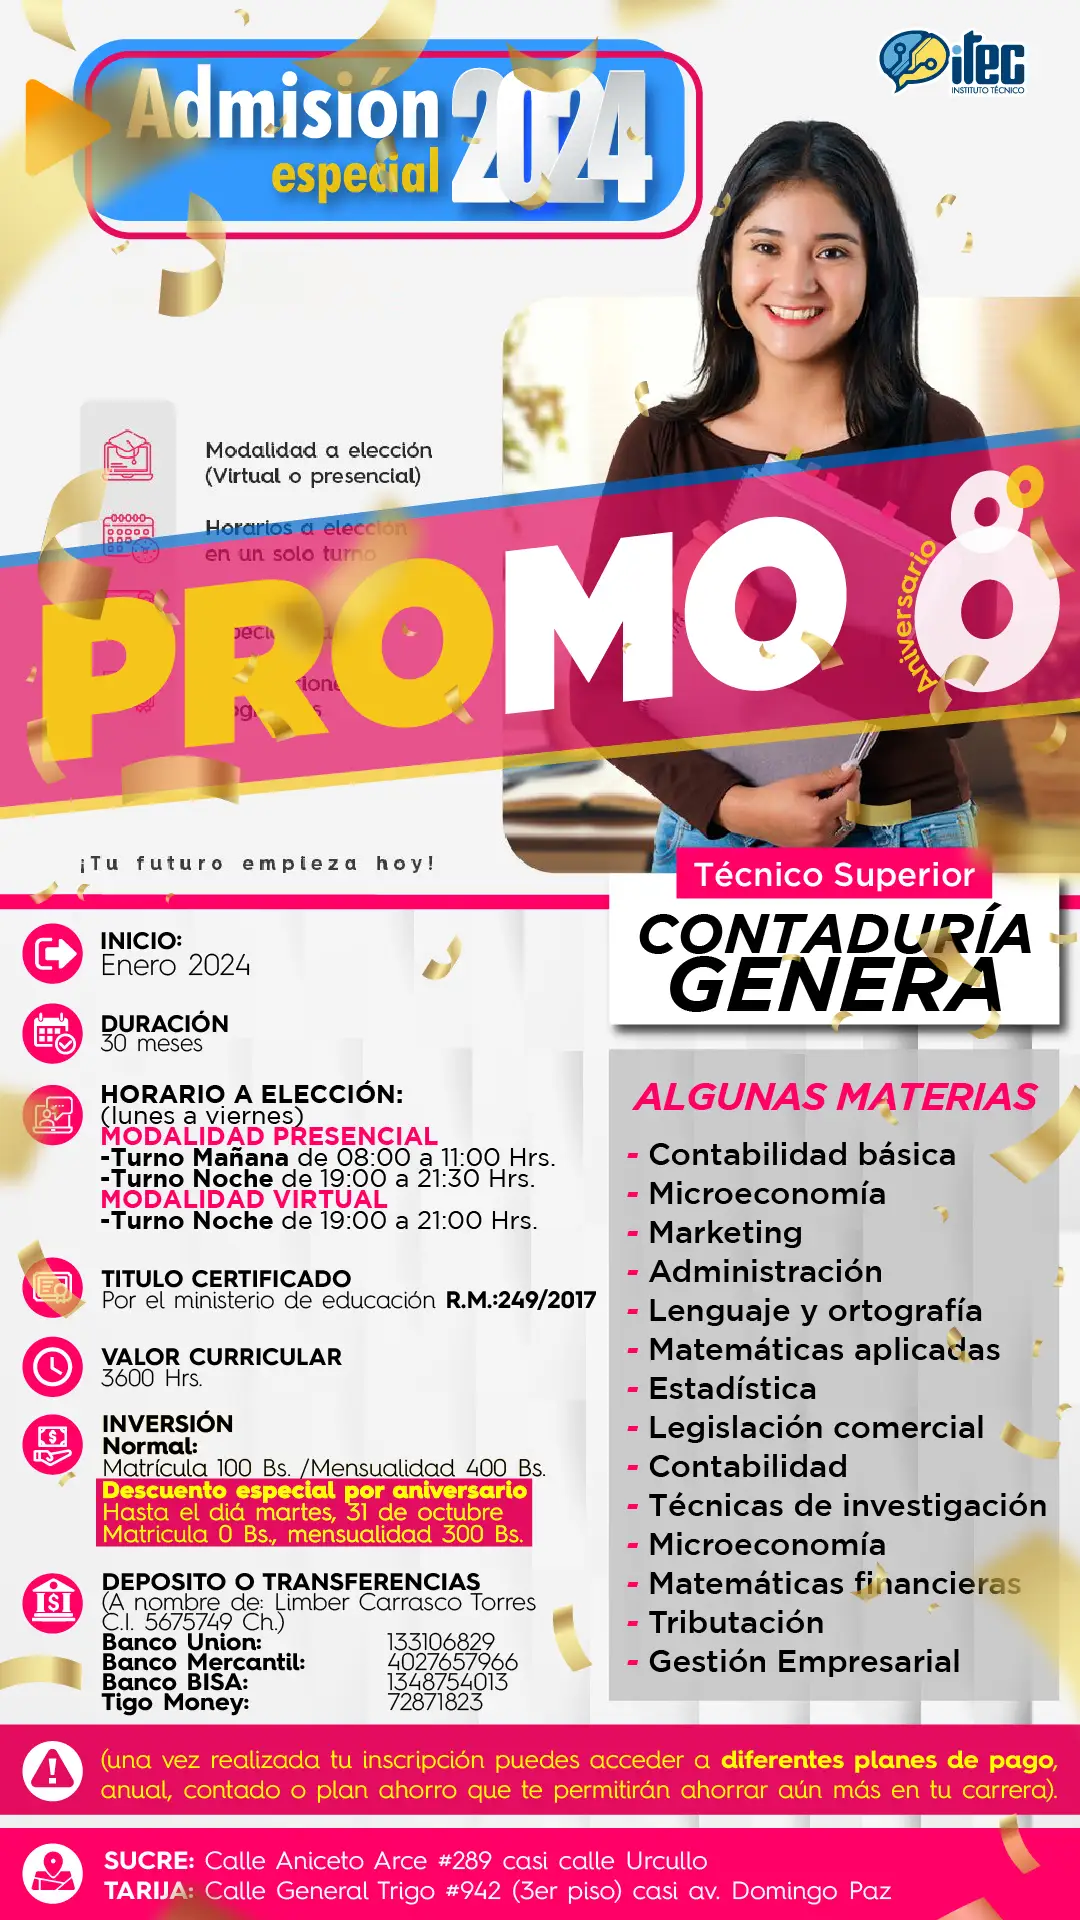 Admisión
especial
2024
iTEC
INSTITUTO TÉCNICO
Modalidad a elección
(Virtual o presencial)
Horarios a elección
en un solo turno
PROMO
Aniversario
8
¡Tu futuro empieza hoy!
Técnico Superior
CONTADURÍA
GENERA
INICIO:
Enero 2024
DURACIÓN
30 meses
HORARIO A ELECCIÓN:
(lunes a viernes)
MODALIDAD PRESENCIAL
-Turno Mañana de 08:00 a 11:00 Hrs.
-Turno Noche de 19:00 a 21:30 Hrs.
MODALIDAD VIRTUAL
-Turno Noche de 19:00 a 21:00 Hrs.
TITULO CERTIFICADO
Por el ministerio de educación R.M.:249/2017
VALOR CURRICULAR
3600 Hrs.
INVERSIÓN
Normal:
Matrícula 100 Bs. /Mensualidad 400 Bs.
Descuento especial por aniversario
Hasta el diá martes, 31 de octubre
Matricula 0 Bs., mensualidad 300 Bs.
DEPOSITO O TRANSFERENCIAS
(A nombre de: Limber Carrasco Torres
C.I. 5675749 Ch.)
Banco Union: 133106829
Banco Mercantil: 4027657966
Banco BISA: 1348754013
Tigo Money: 72871823
ALGUNAS MATERIAS
- Contabilidad básica
- Microeconomía
- Marketing
- Administración
- Lenguaje y ortografía
- Matemáticas aplicadas
- Estadística
- Legislación comercial
- Contabilidad
- Técnicas de investigación
- Microeconomía
- Matemáticas financieras
- Tributación
- Gestión Empresarial
(una vez realizada tu inscripción puedes acceder a diferentes planes de pago,
anual, contado o plan ahorro que te permitirán ahorrar aún más en tu carrera).
SUCRE: Calle Aniceto Arce #289 casi calle Urcullo
TARIJA: Calle General Trigo #942 (3er piso) casi av. Domingo Paz